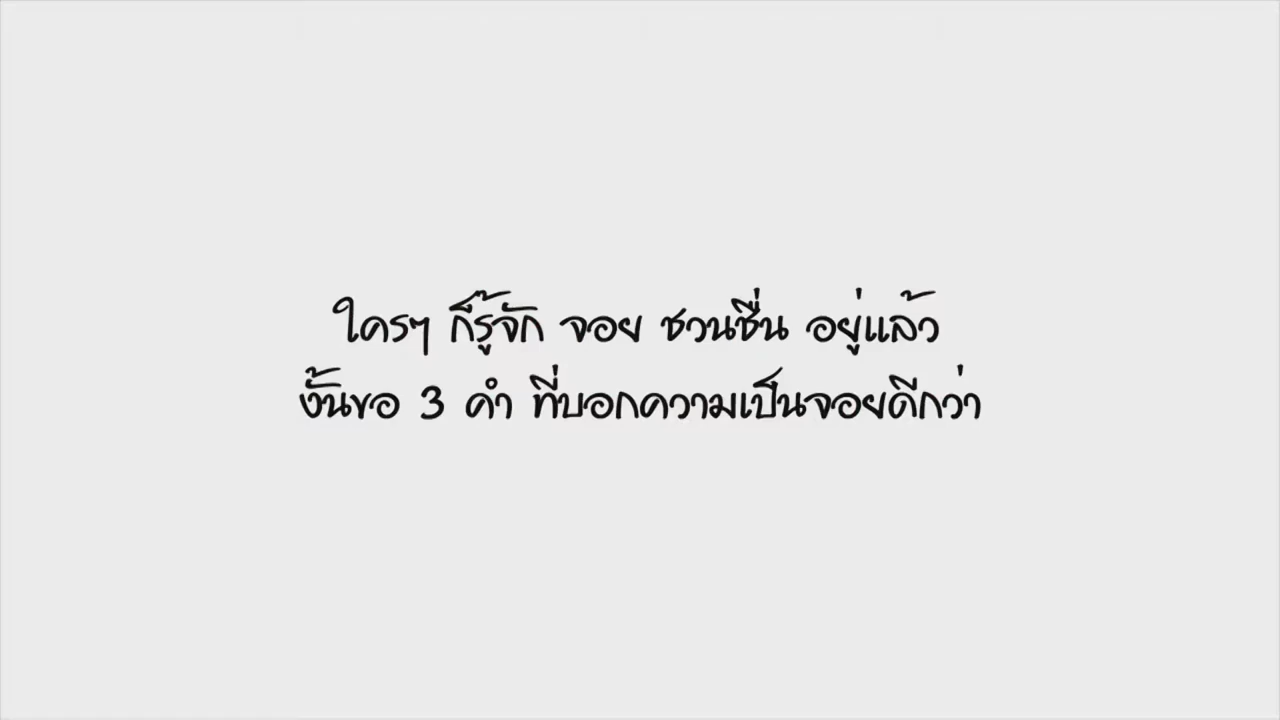 ใครๆ ก็รู้จัก จอย ชวนชื่น อยู่แล้ว
งั้นขอ 3 คำ ที่บอกความเป็นจอยดีกว่า